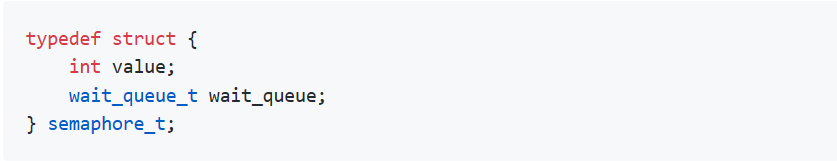 typedef struct {
    int value;
    wait_queue_t wait_queue;
} semaphore_t;